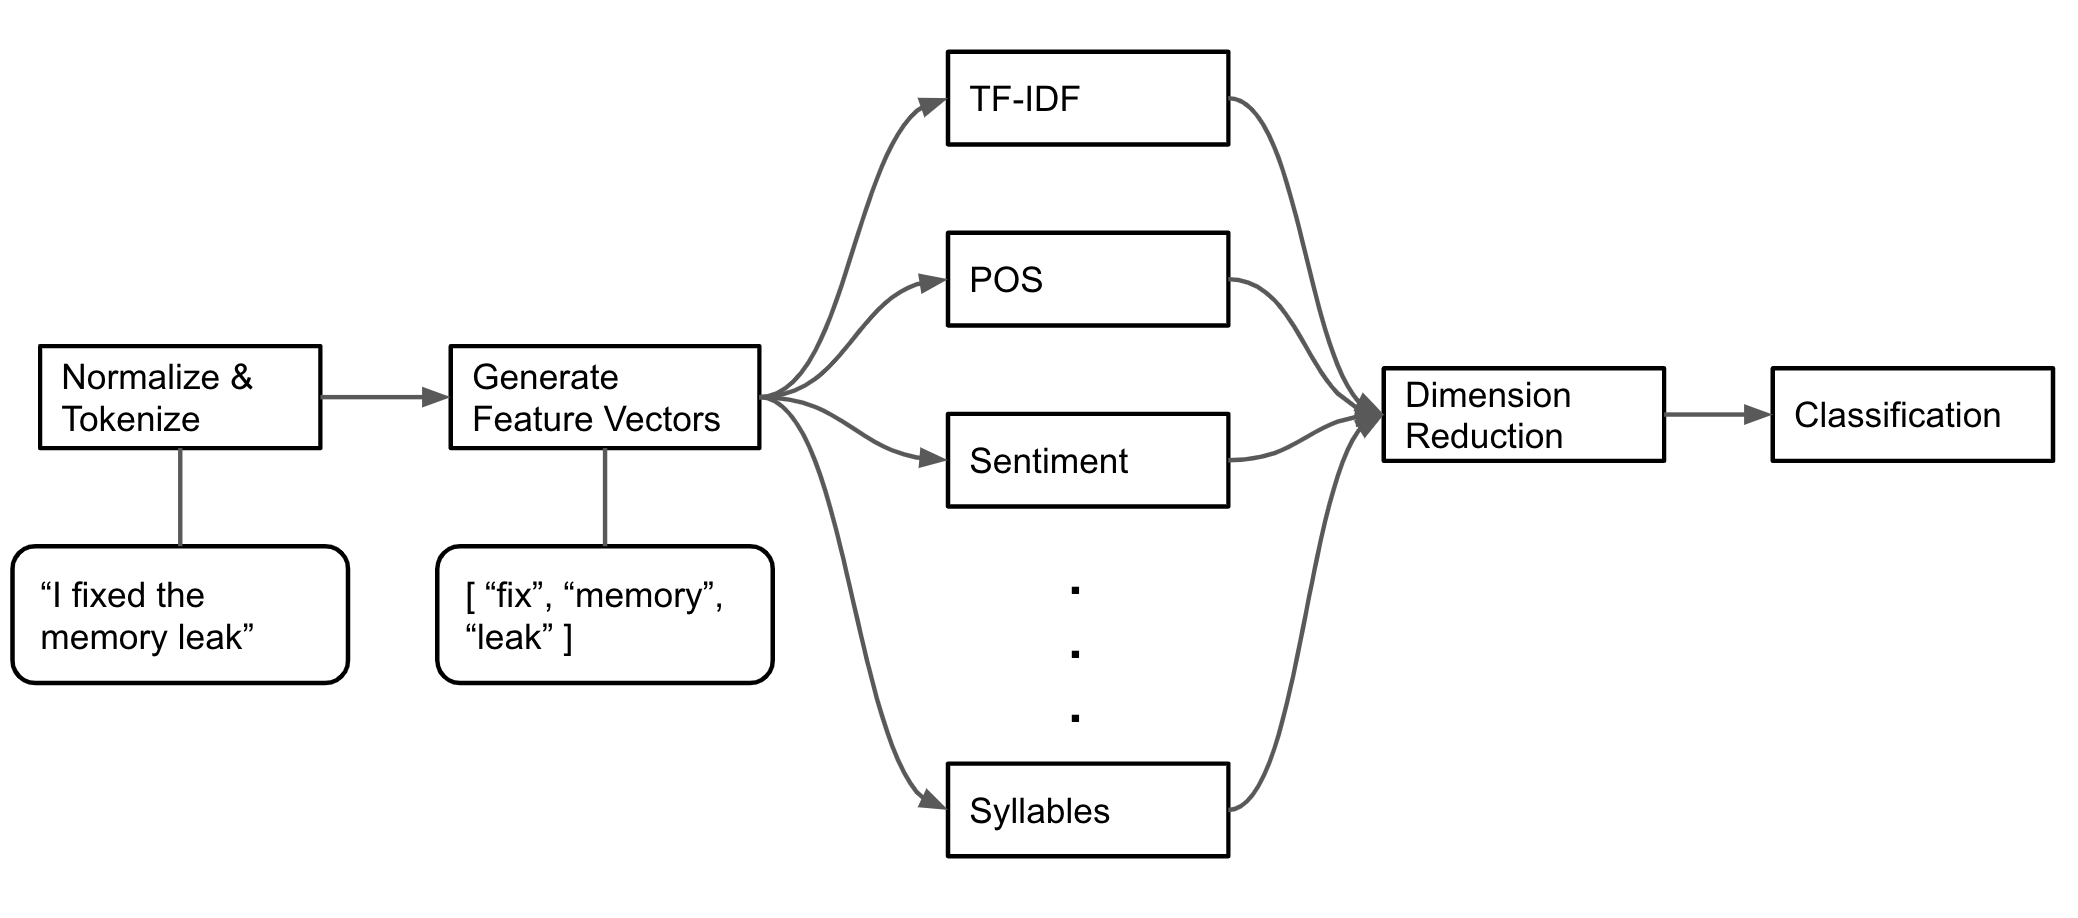 Normalize &
Tokenize
“I fixed the
memory leak”
Generate
Feature Vectors
[ “fix”, “memory”,
“leak” ]
TF-IDF
POS
Sentiment
.
.
.
Syllables
Dimension
Reduction
Classification